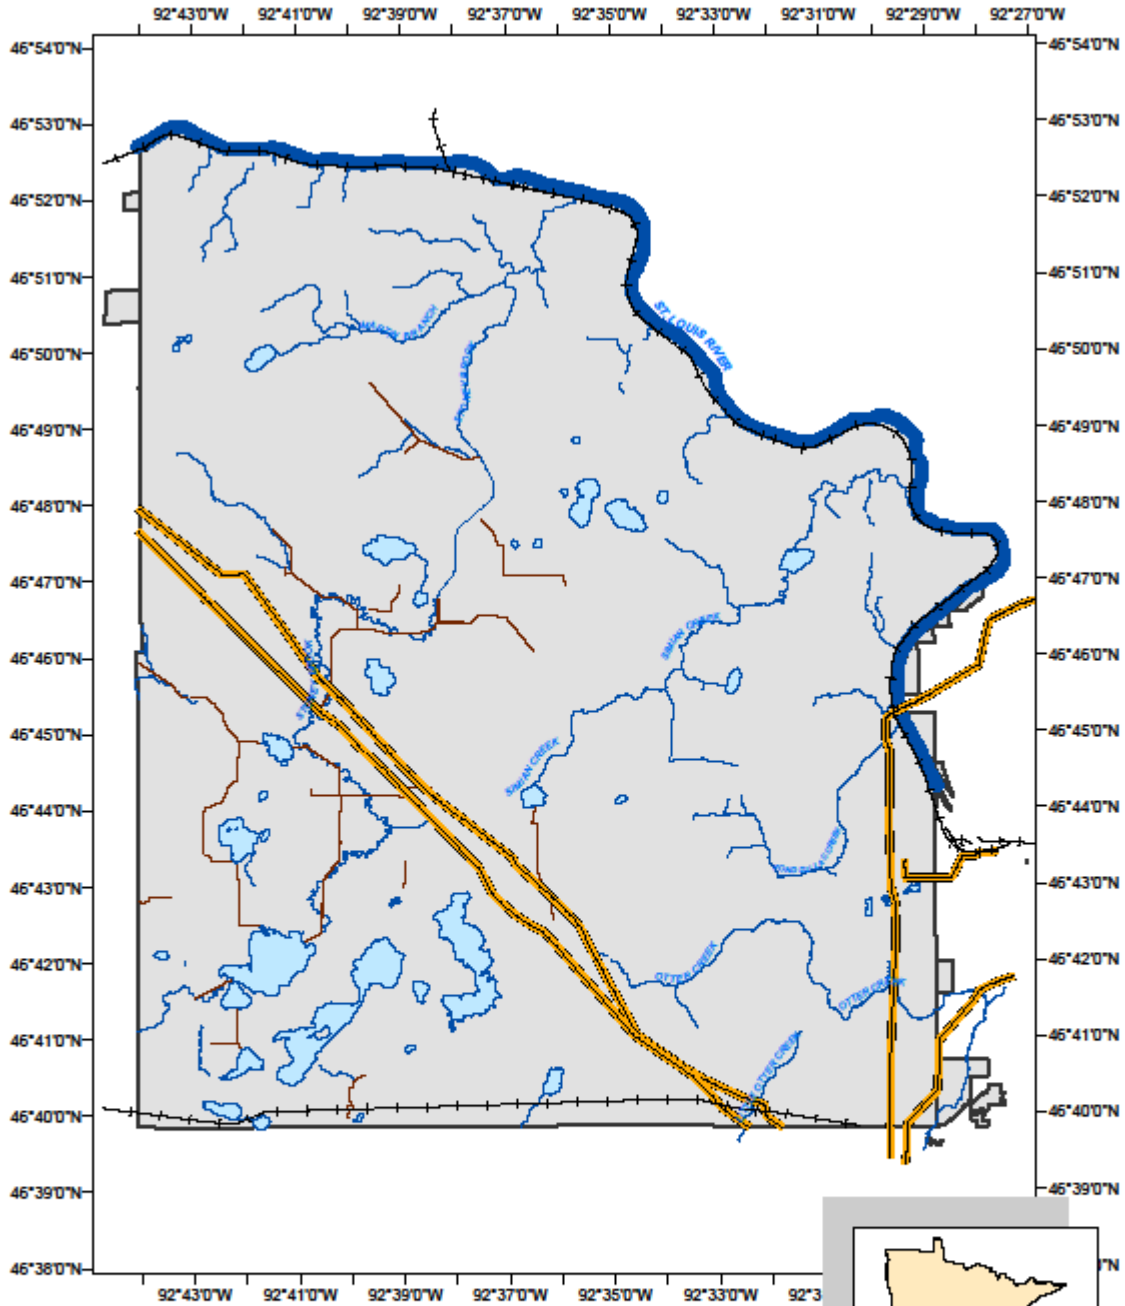 92°43'0"W 92°41'0"W 92°39'0"W 92°37'0"W 92°35'0"W 92°33'0"W 92°31'0"W 92°29'0"W 92°27'0"W
46°54'0"N 46°54'0"N
46°53'0"N 46°53'0"N
46°52'0"N 46°52'0"N
46°51'0"N 46°51'0"N
ST. LOUIS RIVER
NORTH BRANCH
46°50'0"N 46°50'0"N
46°49'0"N 46°49'0"N
46°48'0"N 46°48'0"N
46°47'0"N 46°47'0"N
SIMIAN CREEK
46°46'0"N 46°46'0"N
46°45'0"N 46°45'0"N
SIMIAN CREEK
46°44'0"N 46°44'0"N
46°43'0"N 46°43'0"N
46°42'0"N 46°42'0"N
OTTER CREEK
OTTER CREEK
46°41'0"N 46°41'0"N
OTTER CREEK
46°40'0"N 46°40'0"N
46°39'0"N 46°39'0"N
46°38'0"N
92°43'0"W 92°41'0"W 92°39'0"W 92°37'0"W 92°35'0"W 92°33'0"W